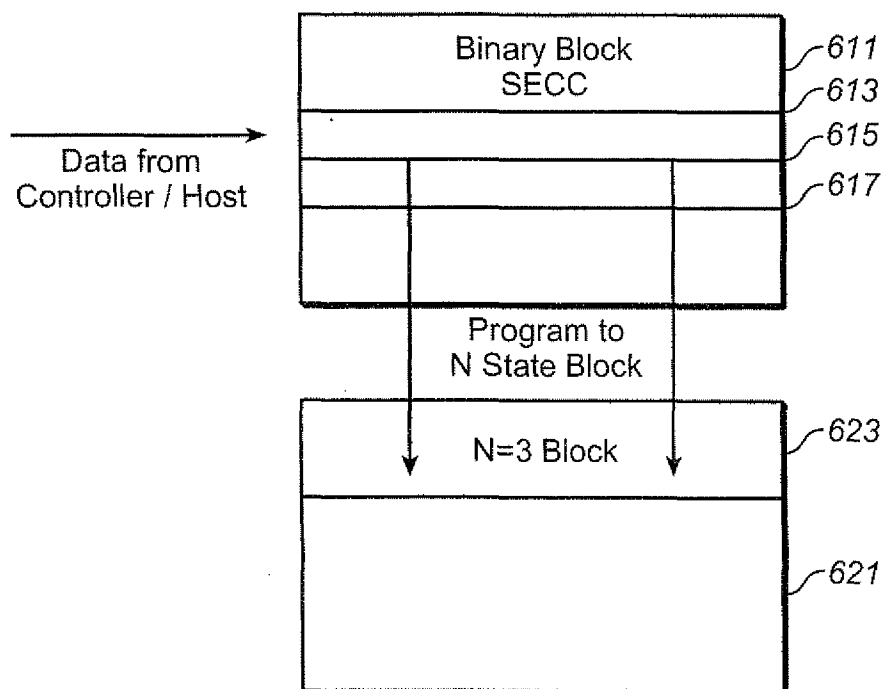 Binary Block
SECC
611
613
615
617
Data from
Controller / Host
Program to
N State Block
N=3 Block
623
621